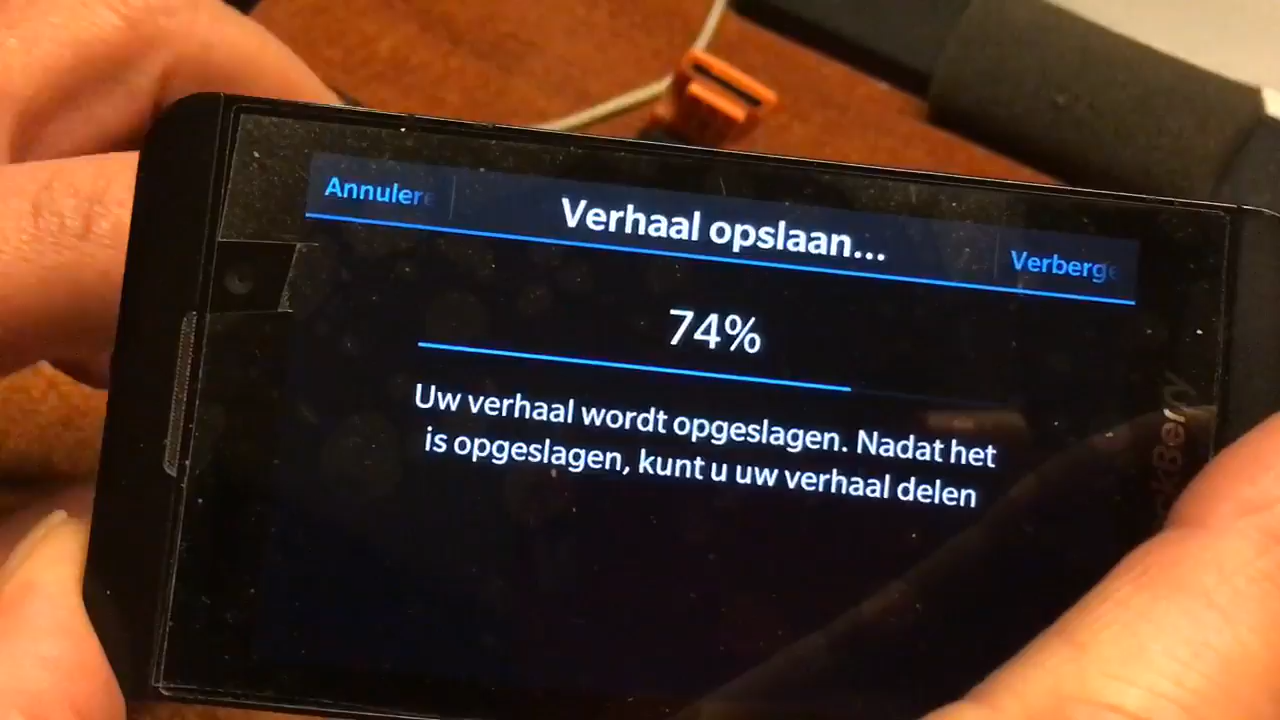 Annulere
Verhaal opslaan...
Verberge
74%
Uw verhaal wordt opgeslagen. Nadat het
is opgeslagen, kunt u uw verhaal delen